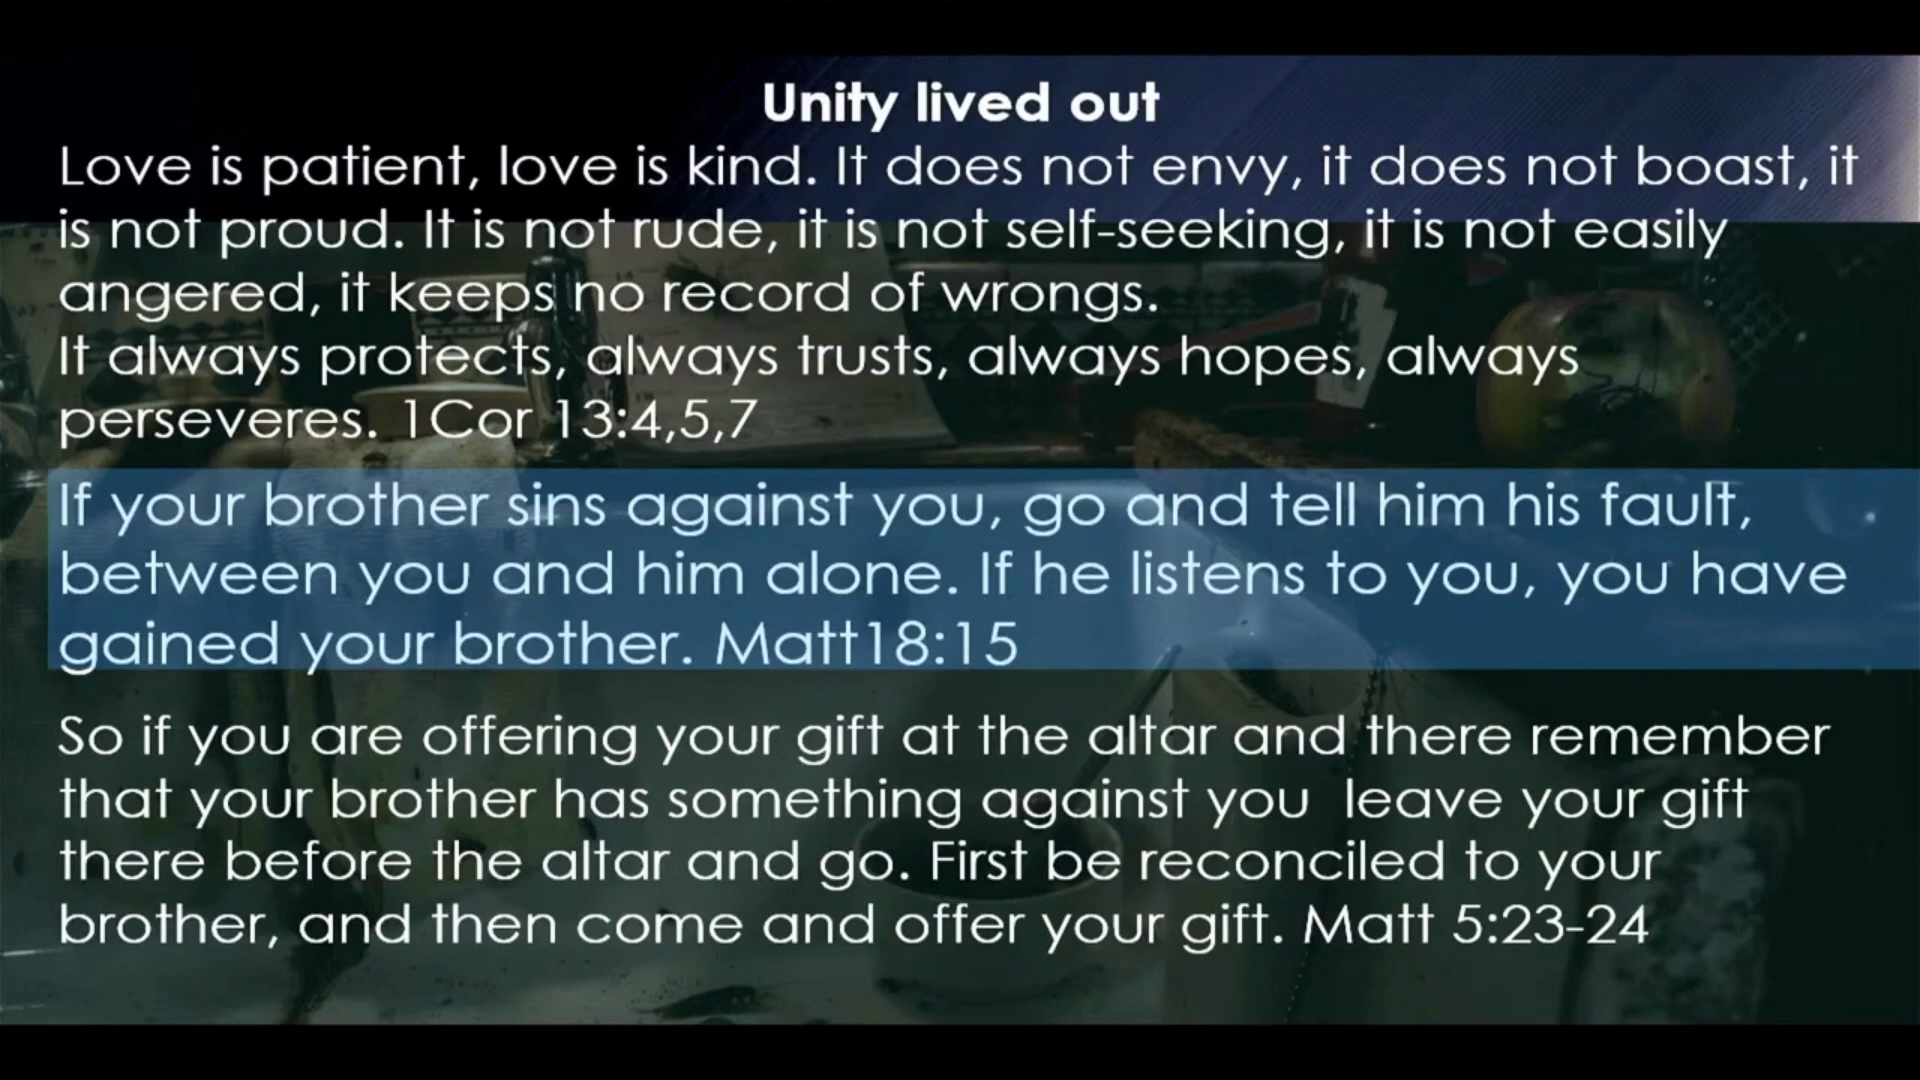 Unity lived out
Love is patient, love is kind. It does not envy, it does not boast, it
is not proud. It is not rude, it is not self-seeking, it is not easily
angered, it keeps no record of wrongs.
It always protects, always trusts, always hopes, always
perseveres. 1Cor 13:4,5,7
If your brother sins against you, go and tell him his fault,
between you and him alone. If he listens to you, you have
gained your brother. Matt18:15
So if you are offering your gift at the altar and there remember
that your brother has something against you  leave your gift
there before the altar and go. First be reconciled to your
brother, and then come and offer your gift. Matt 5:23-24